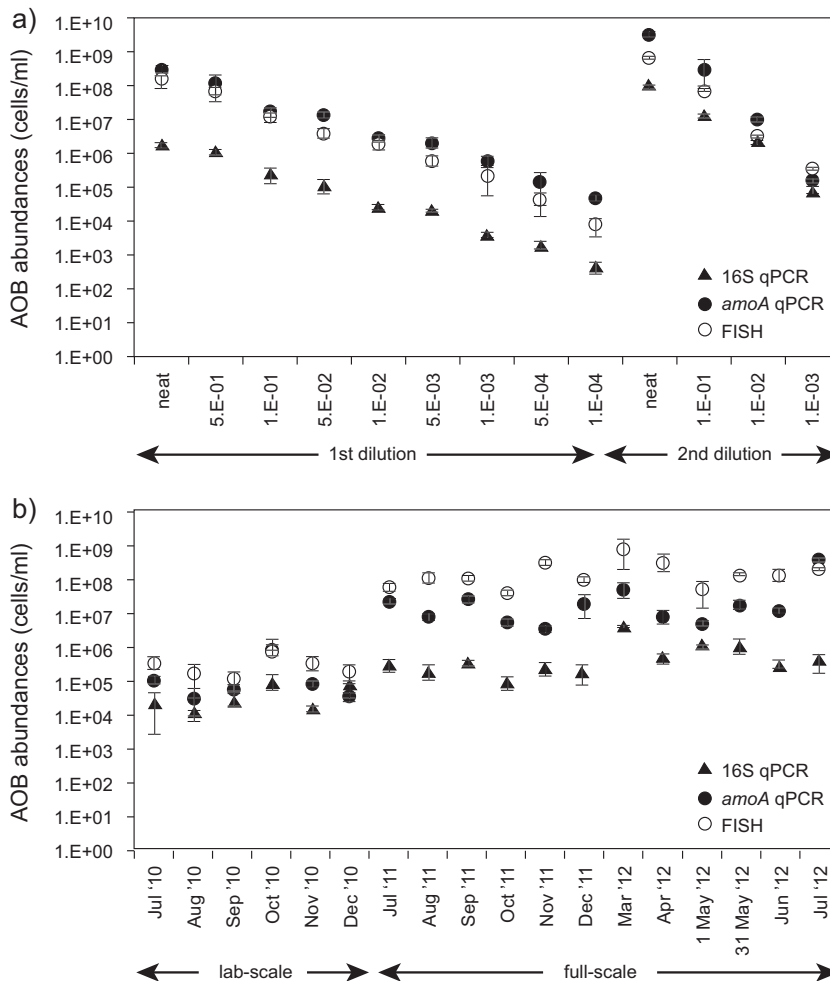 a)
AOB abundances (cells/ml)
1.E+10
1.E+09
1.E+08
1.E+07
1.E+06
1.E+05
1.E+04
1.E+03
1.E+02
1.E+01
1.E+00
16S qPCR
amoA qPCR
FISH
neat
5.E-01
1.E-01
5.E-02
1.E-02
5.E-03
1.E-03
5.E-04
1.E-04
neat
1.E-01
1.E-02
1.E-03
1st dilution
2nd dilution
b)
AOB abundances (cells/ml)
1.E+10
1.E+09
1.E+08
1.E+07
1.E+06
1.E+05
1.E+04
1.E+03
1.E+02
1.E+01
1.E+00
16S qPCR
amoA qPCR
FISH
Jul '10
Aug '10
Sep '10
Oct '10
Nov '10
Dec '10
Jul '11
Aug '11
Sep '11
Oct '11
Nov '11
Dec '11
Mar '12
Apr '12
1 May '12
31 May '12
Jun '12
Jul '12
lab-scale
full-scale